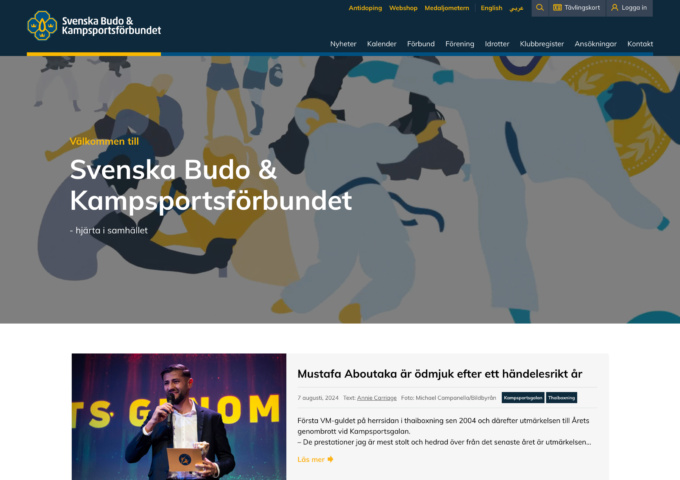 Svenska Budo &
Kampsportsförbundet
Antidoping Webshop Medaljometern English عربي Tävlingskort Logga in
Nyheter Kalender Förbund Förening Idrotter Klubbregister Ansökningar Kontakt
Välkommen till
Svenska Budo &
Kampsportsförbundet
- hjärta i samhället
Mustafa Aboutaka är ödmjuk efter ett händelesrikt år
7 augusti, 2024 Text: Annie Carriage Foto: Michael Campanella/Bildbyrån Kampsportsgalan Thaiboxning
Första VM-guldet på herrsidan i thaiboxning sen 2004 och därefter utmärkelsen till Årets
genombrott vid Kampsportsgalan.
– De prestationer jag är mest stolt och hedrad över från det senaste året är utmärkelsen...
Läs mer
TS GENOM